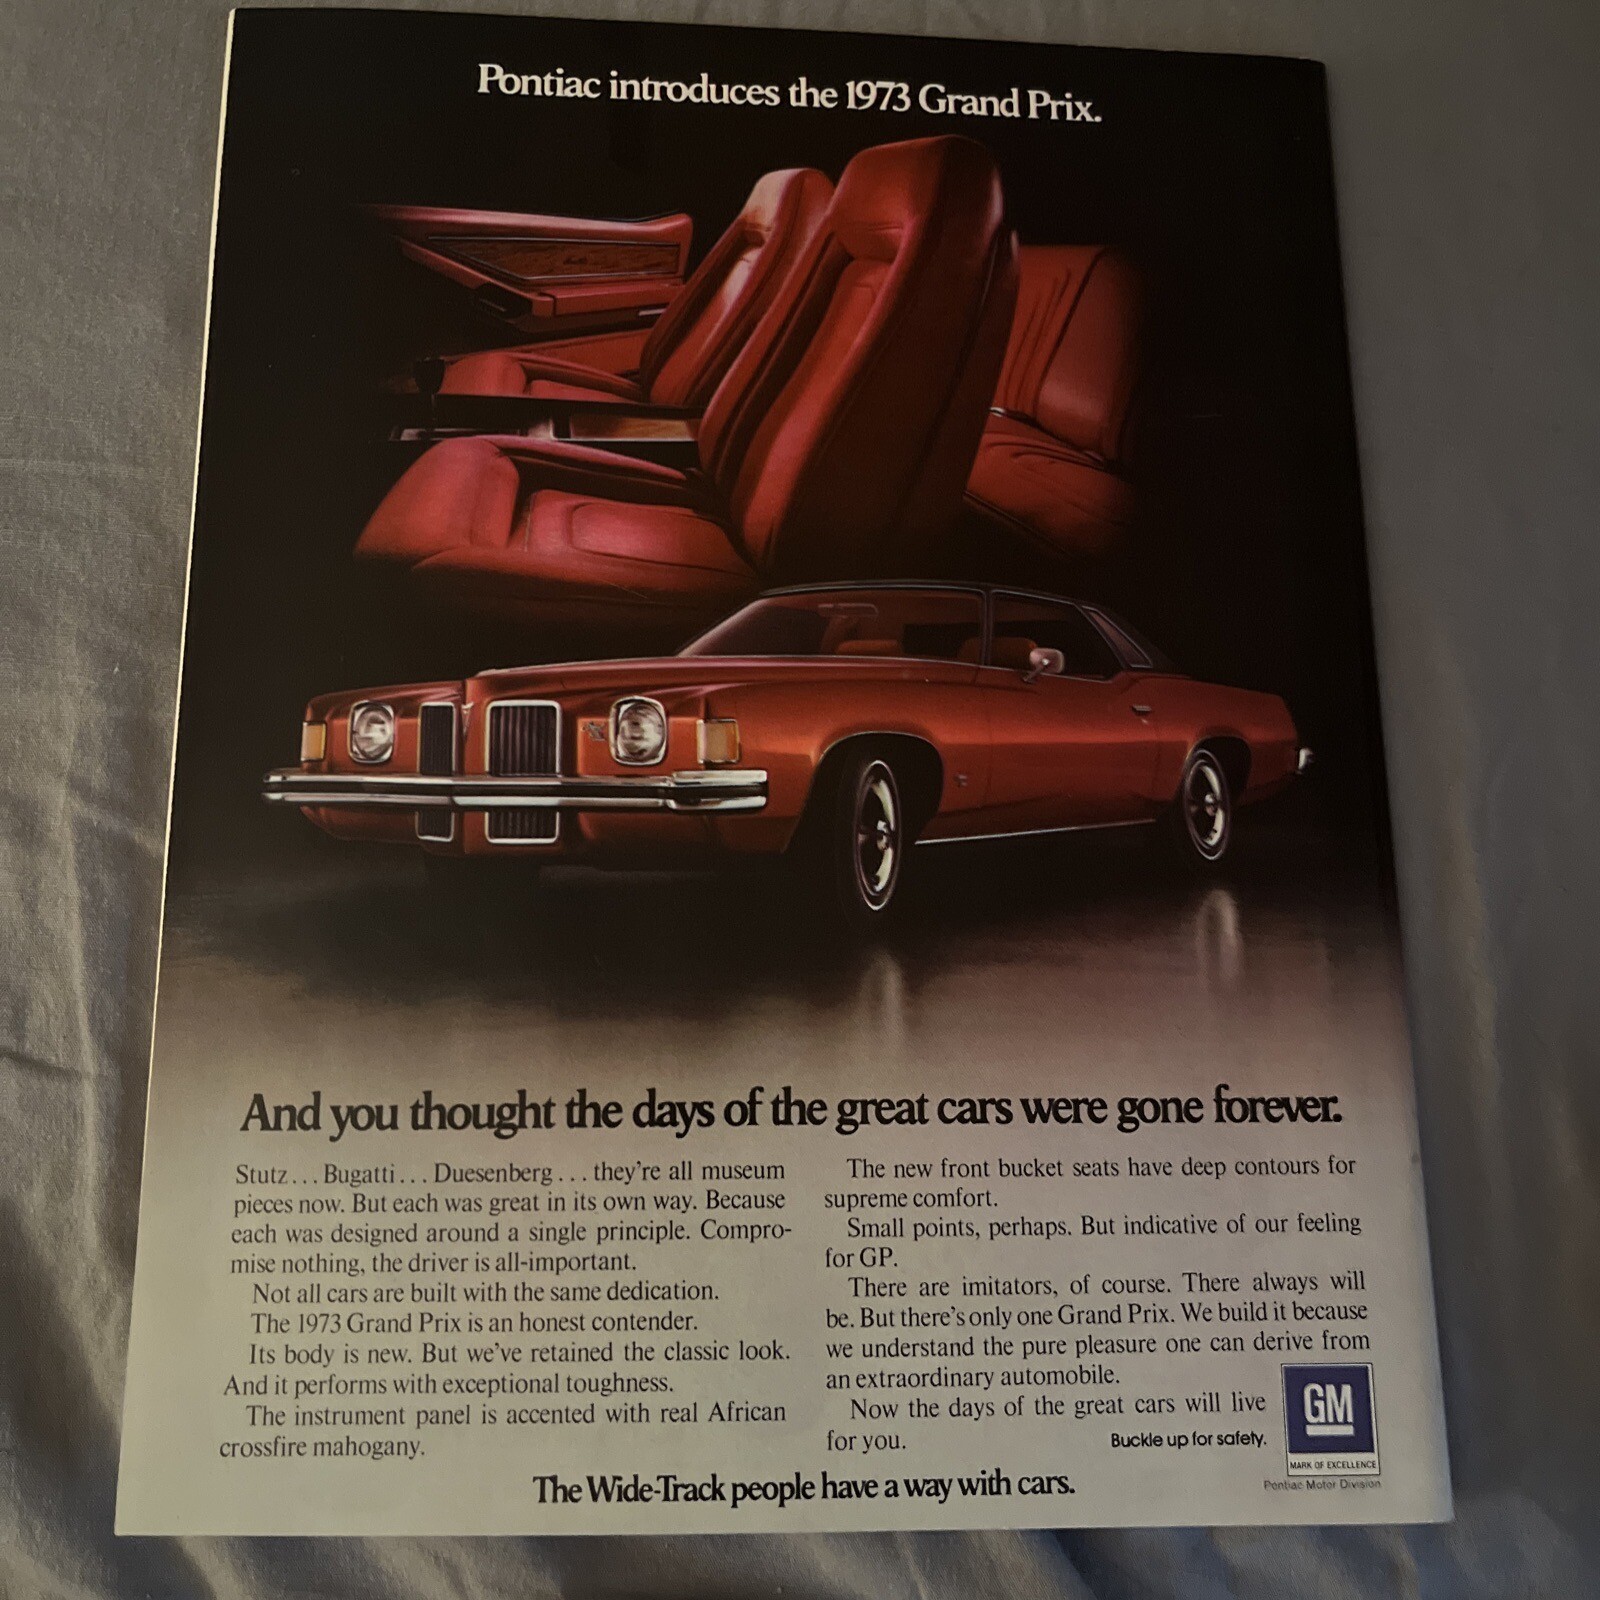 Pontiac introduces the 1973 Grand Prix.
And you thought the days of the great cars were gone forever.
Stutz... Bugatti... Duesenberg... they're all museum
pieces now. But each was great in its own way. Because
each was designed around a single principle. Compro-
mise nothing, the driver is all-important.
Not all cars are built with the same dedication.
The 1973 Grand Prix is an honest contender.
Its body is new. But we've retained the classic look.
And it performs with exceptional toughness.
The instrument panel is accented with real African
crossfire mahogany.
The new front bucket seats have deep contours for
supreme comfort.
Small points, perhaps. But indicative of our feeling
for GP.
There are imitators, of course. There always will
be. But there's only one Grand Prix. We build it because
we understand the pure pleasure one can derive from
an extraordinary automobile.
Now the days of the great cars will live
for you.
Buckle up for safety.
GM
MARK OF EXCELLENCE
Pontiac Motor Division
The Wide-Track people have a way with cars.